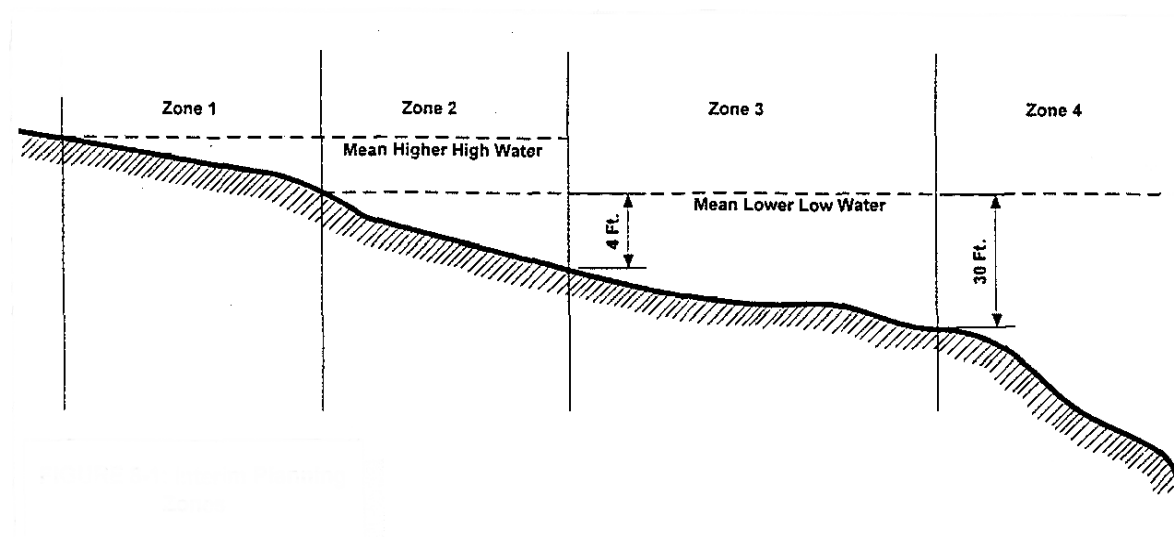 Zone 1
Zone 2
Zone 3
Zone 4
Mean Higher High Water
Mean Lower Low Water
4 Ft.
30 Ft.